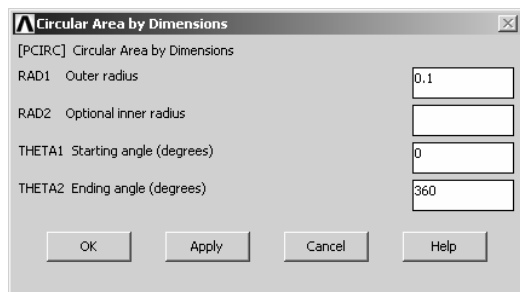 Circular Area by Dimensions
[PCIRC] Circular Area by Dimensions
RAD1 Outer radius 0.1
RAD2 Optional inner radius
THETA1 Starting angle (degrees) 0
THETA2 Ending angle (degrees) 360
OK Apply Cancel Help